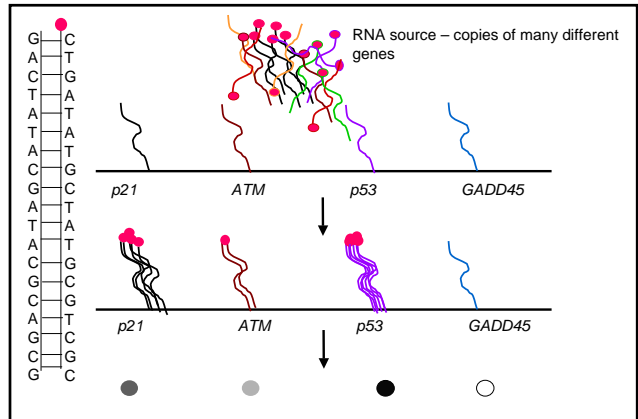 G C
A T
C G
T A
A T
T A
A T
C G
G C
A T
T A
A T
C G
G C
C G
A T
G C
C G
G C
RNA source – copies of many different
genes
p21 ATM p53 GADD45
p21 ATM p53 GADD45